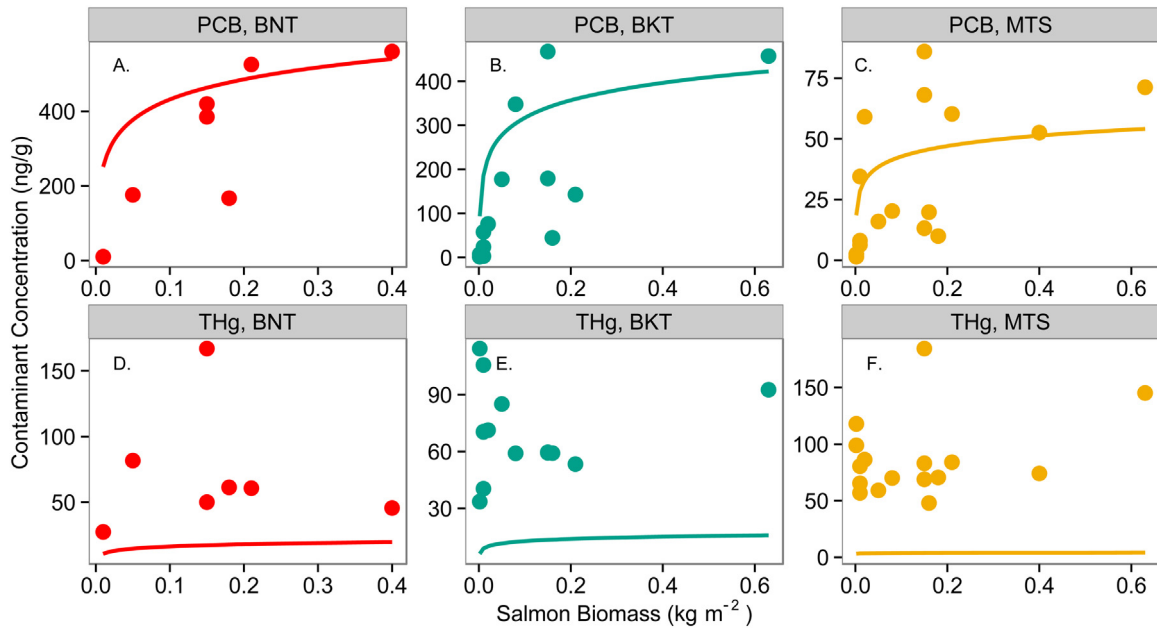 PCB, BNT
PCB, BKT
PCB, MTS
A.
B.
C.
400
200
0
400
300
200
100
0
75
50
25
0
0.0 0.1 0.2 0.3 0.4
0.0 0.2 0.4 0.6
0.0 0.2 0.4 0.6
THg, BNT
THg, BKT
THg, MTS
D.
E.
F.
150
100
50
90
60
30
150
100
50
0
0.0 0.1 0.2 0.3 0.4
0.0 0.2 0.4 0.6
0.0 0.2 0.4 0.6
Contaminant Concentration (ng/g)
Salmon Biomass (kg m⁻²)